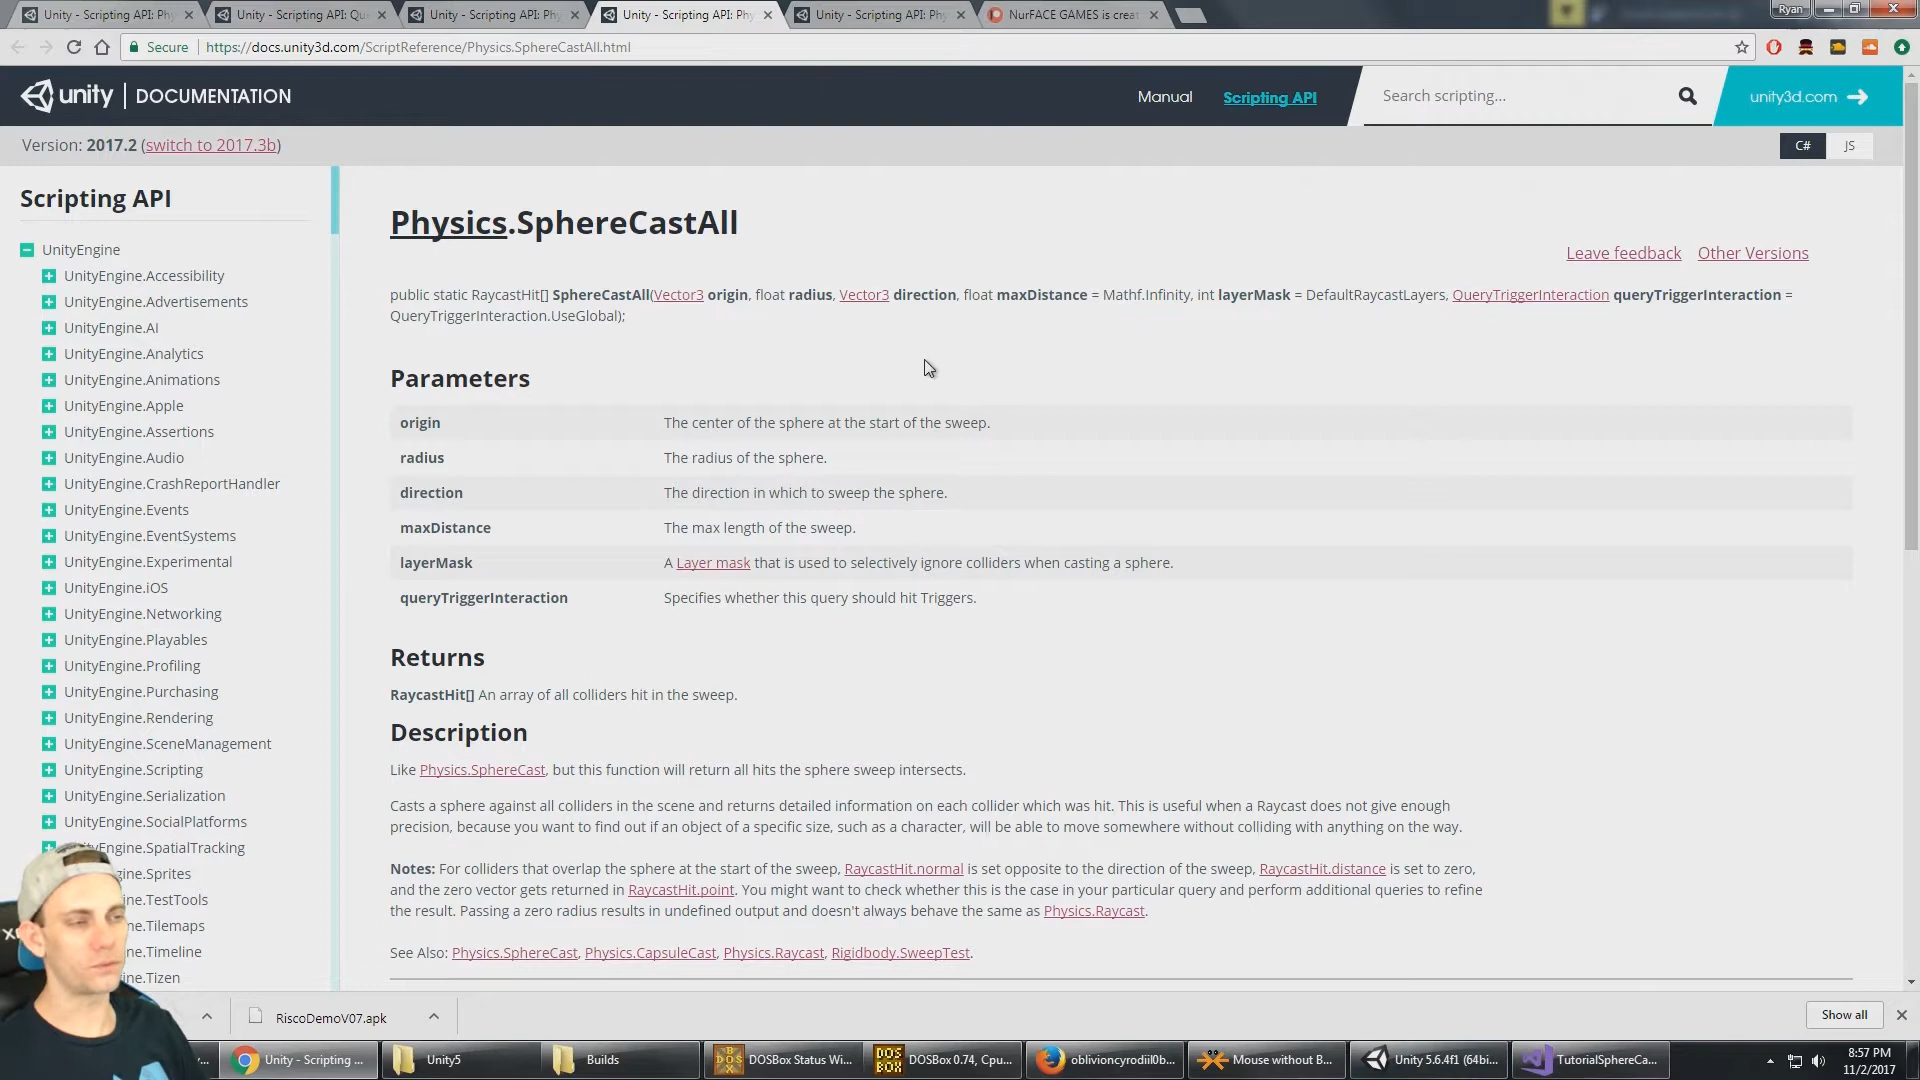 Unity - Scripting API: Phy
Unity - Scripting API: Qu
Unity - Scripting API: Phy
Unity - Scripting API: Phy
Unity - Scripting API: Phy
NurFACE GAMES is creat
Ryan
Secure
https://docs.unity3d.com/ScriptReference/Physics.SphereCastAll.html
unity | DOCUMENTATION
Manual
Scripting API
Search scripting...
unity3d.com
Version: 2017.2 (switch to 2017.3b)
C#
JS
Scripting API
UnityEngine
UnityEngine.Accessibility
UnityEngine.Advertisements
UnityEngine.AI
UnityEngine.Analytics
UnityEngine.Animations
UnityEngine.Apple
UnityEngine.Assertions
UnityEngine.Audio
UnityEngine.CrashReportHandler
UnityEngine.Events
UnityEngine.EventSystems
UnityEngine.Experimental
UnityEngine.iOS
UnityEngine.Networking
UnityEngine.Playables
UnityEngine.Profiling
UnityEngine.Purchasing
UnityEngine.Rendering
UnityEngine.SceneManagement
UnityEngine.Scripting
UnityEngine.Serialization
UnityEngine.SocialPlatforms
ngine.SpatialTracking
ine.Sprites
ne.TestTools
ne.Tilemaps
ne.Timeline
ine.Tizen
Physics.SphereCastAll
Leave feedback
Other Versions
public static RaycastHit[] SphereCastAll(Vector3 origin, float radius, Vector3 direction, float maxDistance = Mathf.Infinity, int layerMask = DefaultRaycastLayers, QueryTriggerInteraction queryTriggerInteraction =
QueryTriggerInteraction.UseGlobal);
Parameters
origin The center of the sphere at the start of the sweep.
radius The radius of the sphere.
direction The direction in which to sweep the sphere.
maxDistance The max length of the sweep.
layerMask A Layer mask that is used to selectively ignore colliders when casting a sphere.
queryTriggerInteraction Specifies whether this query should hit Triggers.
Returns
RaycastHit[] An array of all colliders hit in the sweep.
Description
Like Physics.SphereCast, but this function will return all hits the sphere sweep intersects.
Casts a sphere against all colliders in the scene and returns detailed information on each collider which was hit. This is useful when a Raycast does not give enough
precision, because you want to find out if an object of a specific size, such as a character, will be able to move somewhere without colliding with anything on the way.
Notes: For colliders that overlap the sphere at the start of the sweep, RaycastHit.normal is set opposite to the direction of the sweep, RaycastHit.distance is set to zero,
and the zero vector gets returned in RaycastHit.point. You might want to check whether this is the case in your particular query and perform additional queries to refine
the result. Passing a zero radius results in undefined output and doesn't always behave the same as Physics.Raycast.
See Also: Physics.SphereCast, Physics.CapsuleCast, Physics.Raycast, Rigidbody.SweepTest.
RiscoDemoV07.apk
Show all
Unity - Scripting ...
Unity5
Builds
DOSBox Status Wi...
DOSBox 0.74, Cpu...
oblivioncyrodiil0b...
Mouse without B...
Unity 5.6.4f1 (64bi...
TutorialSphereCa...
8:57 PM
11/2/2017